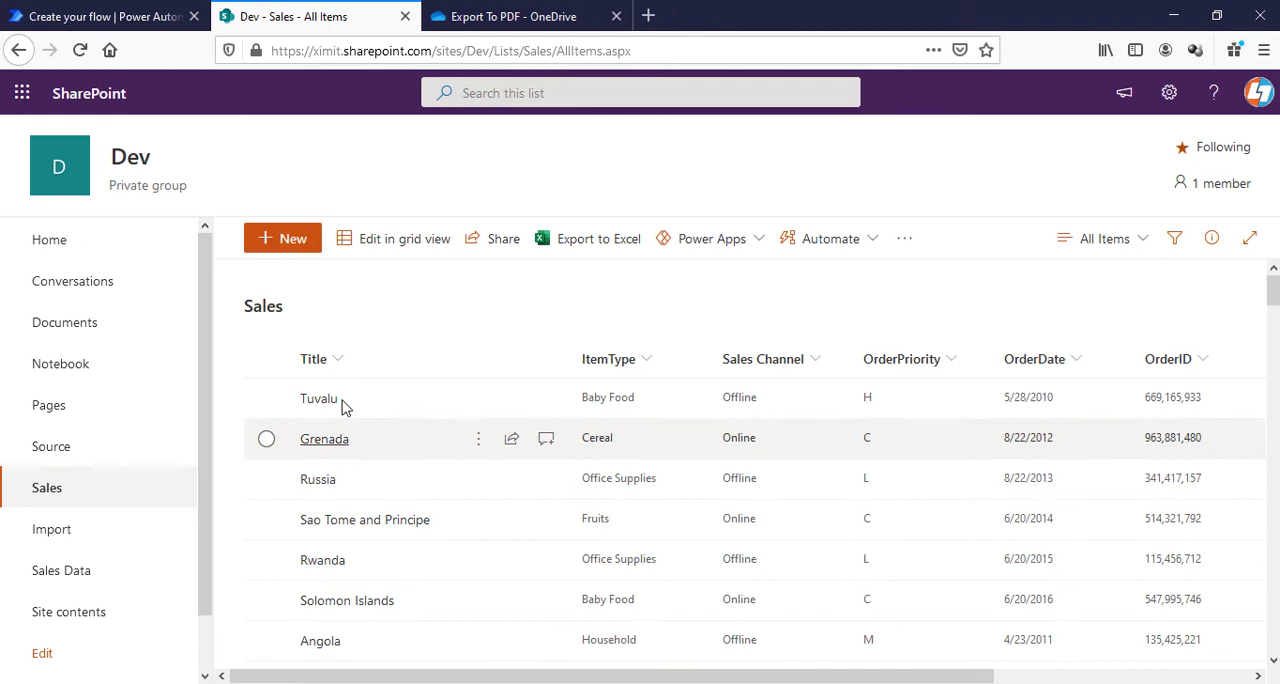 Create your flow | Power Autom
Dev - Sales - All Items
Export To PDF - OneDrive
https://ximit.sharepoint.com/sites/Dev/Lists/Sales/AllItems.aspx
SharePoint
Search this list
D
Dev
Private group
Following
1 member
Home
Conversations
Documents
Notebook
Pages
Source
Sales
Import
Sales Data
Site contents
Edit
New
Edit in grid view
Share
Export to Excel
Power Apps
Automate
All Items
Sales
Title ItemType Sales Channel OrderPriority OrderDate OrderID
Tuvalu Baby Food Offline H 5/28/2010 669,165,933
Grenada Cereal Online C 8/22/2012 963,881,480
Russia Office Supplies Offline L 8/22/2013 341,417,157
Sao Tome and Principe Fruits Online C 6/20/2014 514,321,792
Rwanda Office Supplies Offline L 6/20/2015 115,456,712
Solomon Islands Baby Food Online C 6/20/2016 547,995,746
Angola Household Offline M 4/23/2011 135,425,221